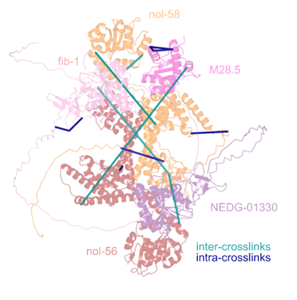 nol-58
fib-1
M28.5
NEDG-01330
nol-56
inter-crosslinks
intra-crosslinks